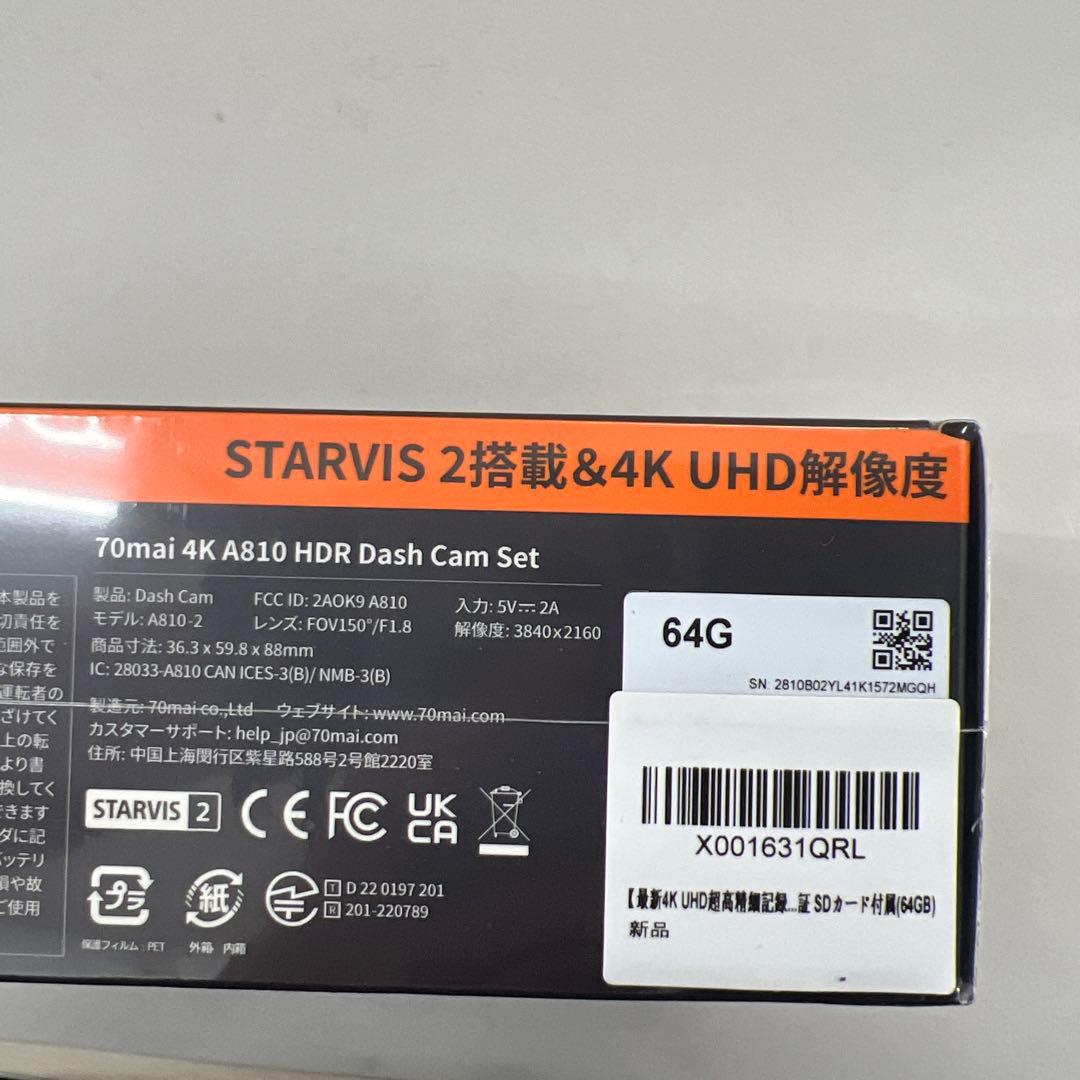 STARVIS 2搭載&4K UHD解像度
70mai 4K A810 HDR Dash Cam Set
製品: Dash Cam
FCC ID: 2AOK9 A810
入力: 5V⎓2A
モデル: A810-2
レンズ: FOV150°/F1.8
解像度: 3840x2160
商品寸法: 36.3 x 59.8 x 88mm
IC: 28033-A810 CAN ICES-3(B)/ NMB-3(B)
製造元: 70mai co.,Ltd ウェブサイト: www.70mai.com
カスタマーサポート: help_jp@70mai.com
住所: 中国上海閔行区紫星路588号2号館2220室
本製品を
切責任を
範囲外で
な保存を
運転者の
ざけてく
上の転
より書
換してく
できます
ダに記
バッテリ
損や故
ご使用
STARVIS 2
CE FC UK CA
プラ
紙
T D 22 0197 201
R 201-220789
保護フィルム : PET
外箱 内箱
64G
SN: 2810B02YL41K1572MGQH
X001631QRL
【最新4K UHD超高精細記録...証 SDカード付属(64GB)
新品